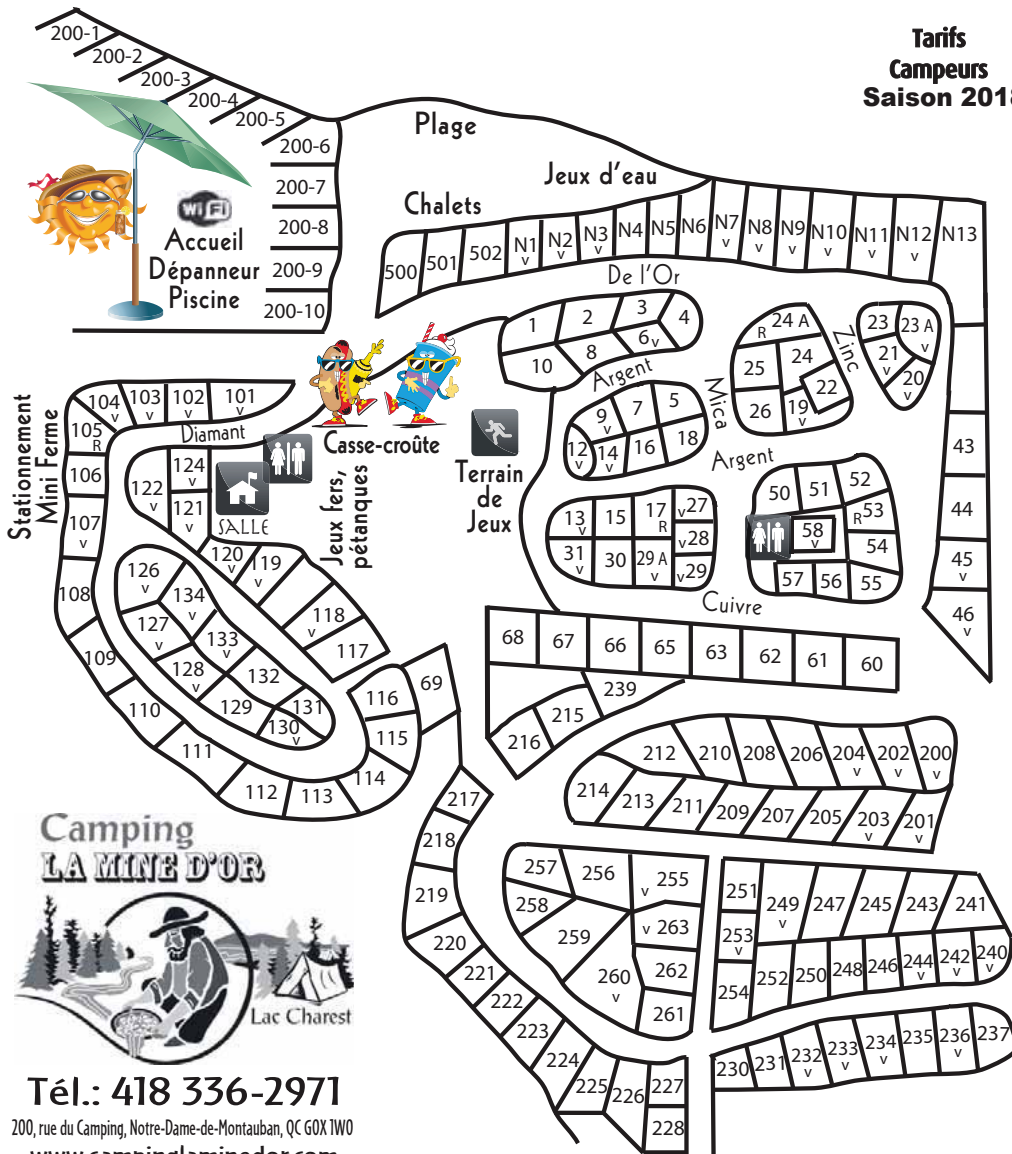 Tarifs
Campeurs
Saison 2018
200-1
200-2
200-3
200-4
200-5
200-6
200-7
200-8
200-9
200-10
Plage
Jeux d'eau
Chalets
WiFi
Accueil
Dépanneur
Piscine
500
501
502
N1 v
N2 v
N3 v
N4
N5
N6
N7 v
N8 v
N9 v
N10 v
N11 v
N12 v
N13
De l'Or
1
2
3
4
10
8
6 v
Argent
9 v
7
5
12 v
14 v
16
18
Mica
R 24 A
25
24
26
19 v
22
Zinc
23
23 A v
21 v
20 v
Argent
43
44
45 v
46 v
Stationnement
Mini Ferme
104 v
103 v
102 v
101 v
105 R
Diamant
106
107 v
108
109
110
111
112
113
114
115
116
69
122 v
124 v
121 v
SALLE
120 v
119 v
118 v
117
126 v
134 v
127 v
133 v
128 v
132
129
131
130 v
Casse-croûte
Jeux fers,
pétanques
Terrain
de
Jeux
13 v
15
17 R
v 27
v 28
31 v
30
29 A v
v 29
50
51
52
R 53
58 v
54
57
56
55
Cuivre
68
67
66
65
63
62
61
60
239
215
216
212
210
208
206
204 v
202 v
200 v
214
213
211
209
207
205
203 v
201 v
217
218
219
220
221
222
223
224
225
226
227
228
257
256
v 255
258
259
v 263
260 v
262
261
251
253 v
254
249 v
247
245
243
241
252
250
248
246
244 v
242 v
240 v
230
231
232 v
233 v
234 v
235
236 v
237
Camping
LA MINE D'OR
Lac Charest
Tél.: 418 336-2971
200, rue du Camping, Notre-Dame-de-Montauban, QC G0X 1W0
www.campinglaminedor.com